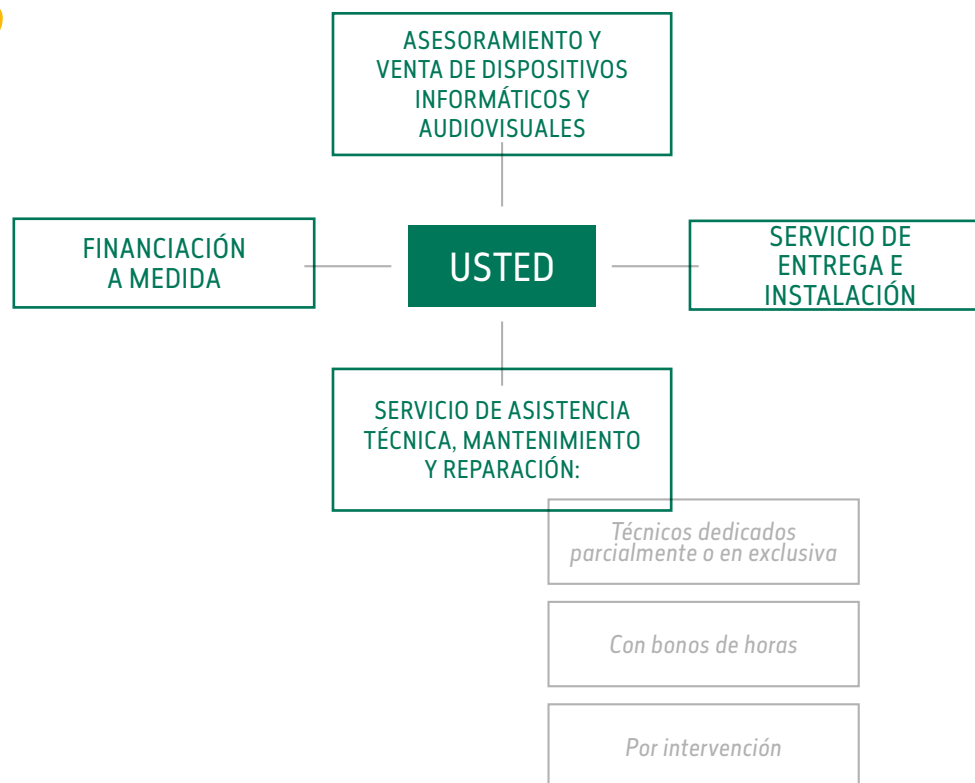 ASESORAMIENTO Y
VENTA DE DISPOSITIVOS
INFORMÁTICOS Y
AUDIOVISUALES
FINANCIACIÓN
A MEDIDA
USTED
SERVICIO DE
ENTREGA E
INSTALACIÓN
SERVICIO DE ASISTENCIA
TÉCNICA, MANTENIMIENTO
Y REPARACIÓN:
Técnicos dedicados
parcialmente o en exclusiva
Con bonos de horas
Por intervención